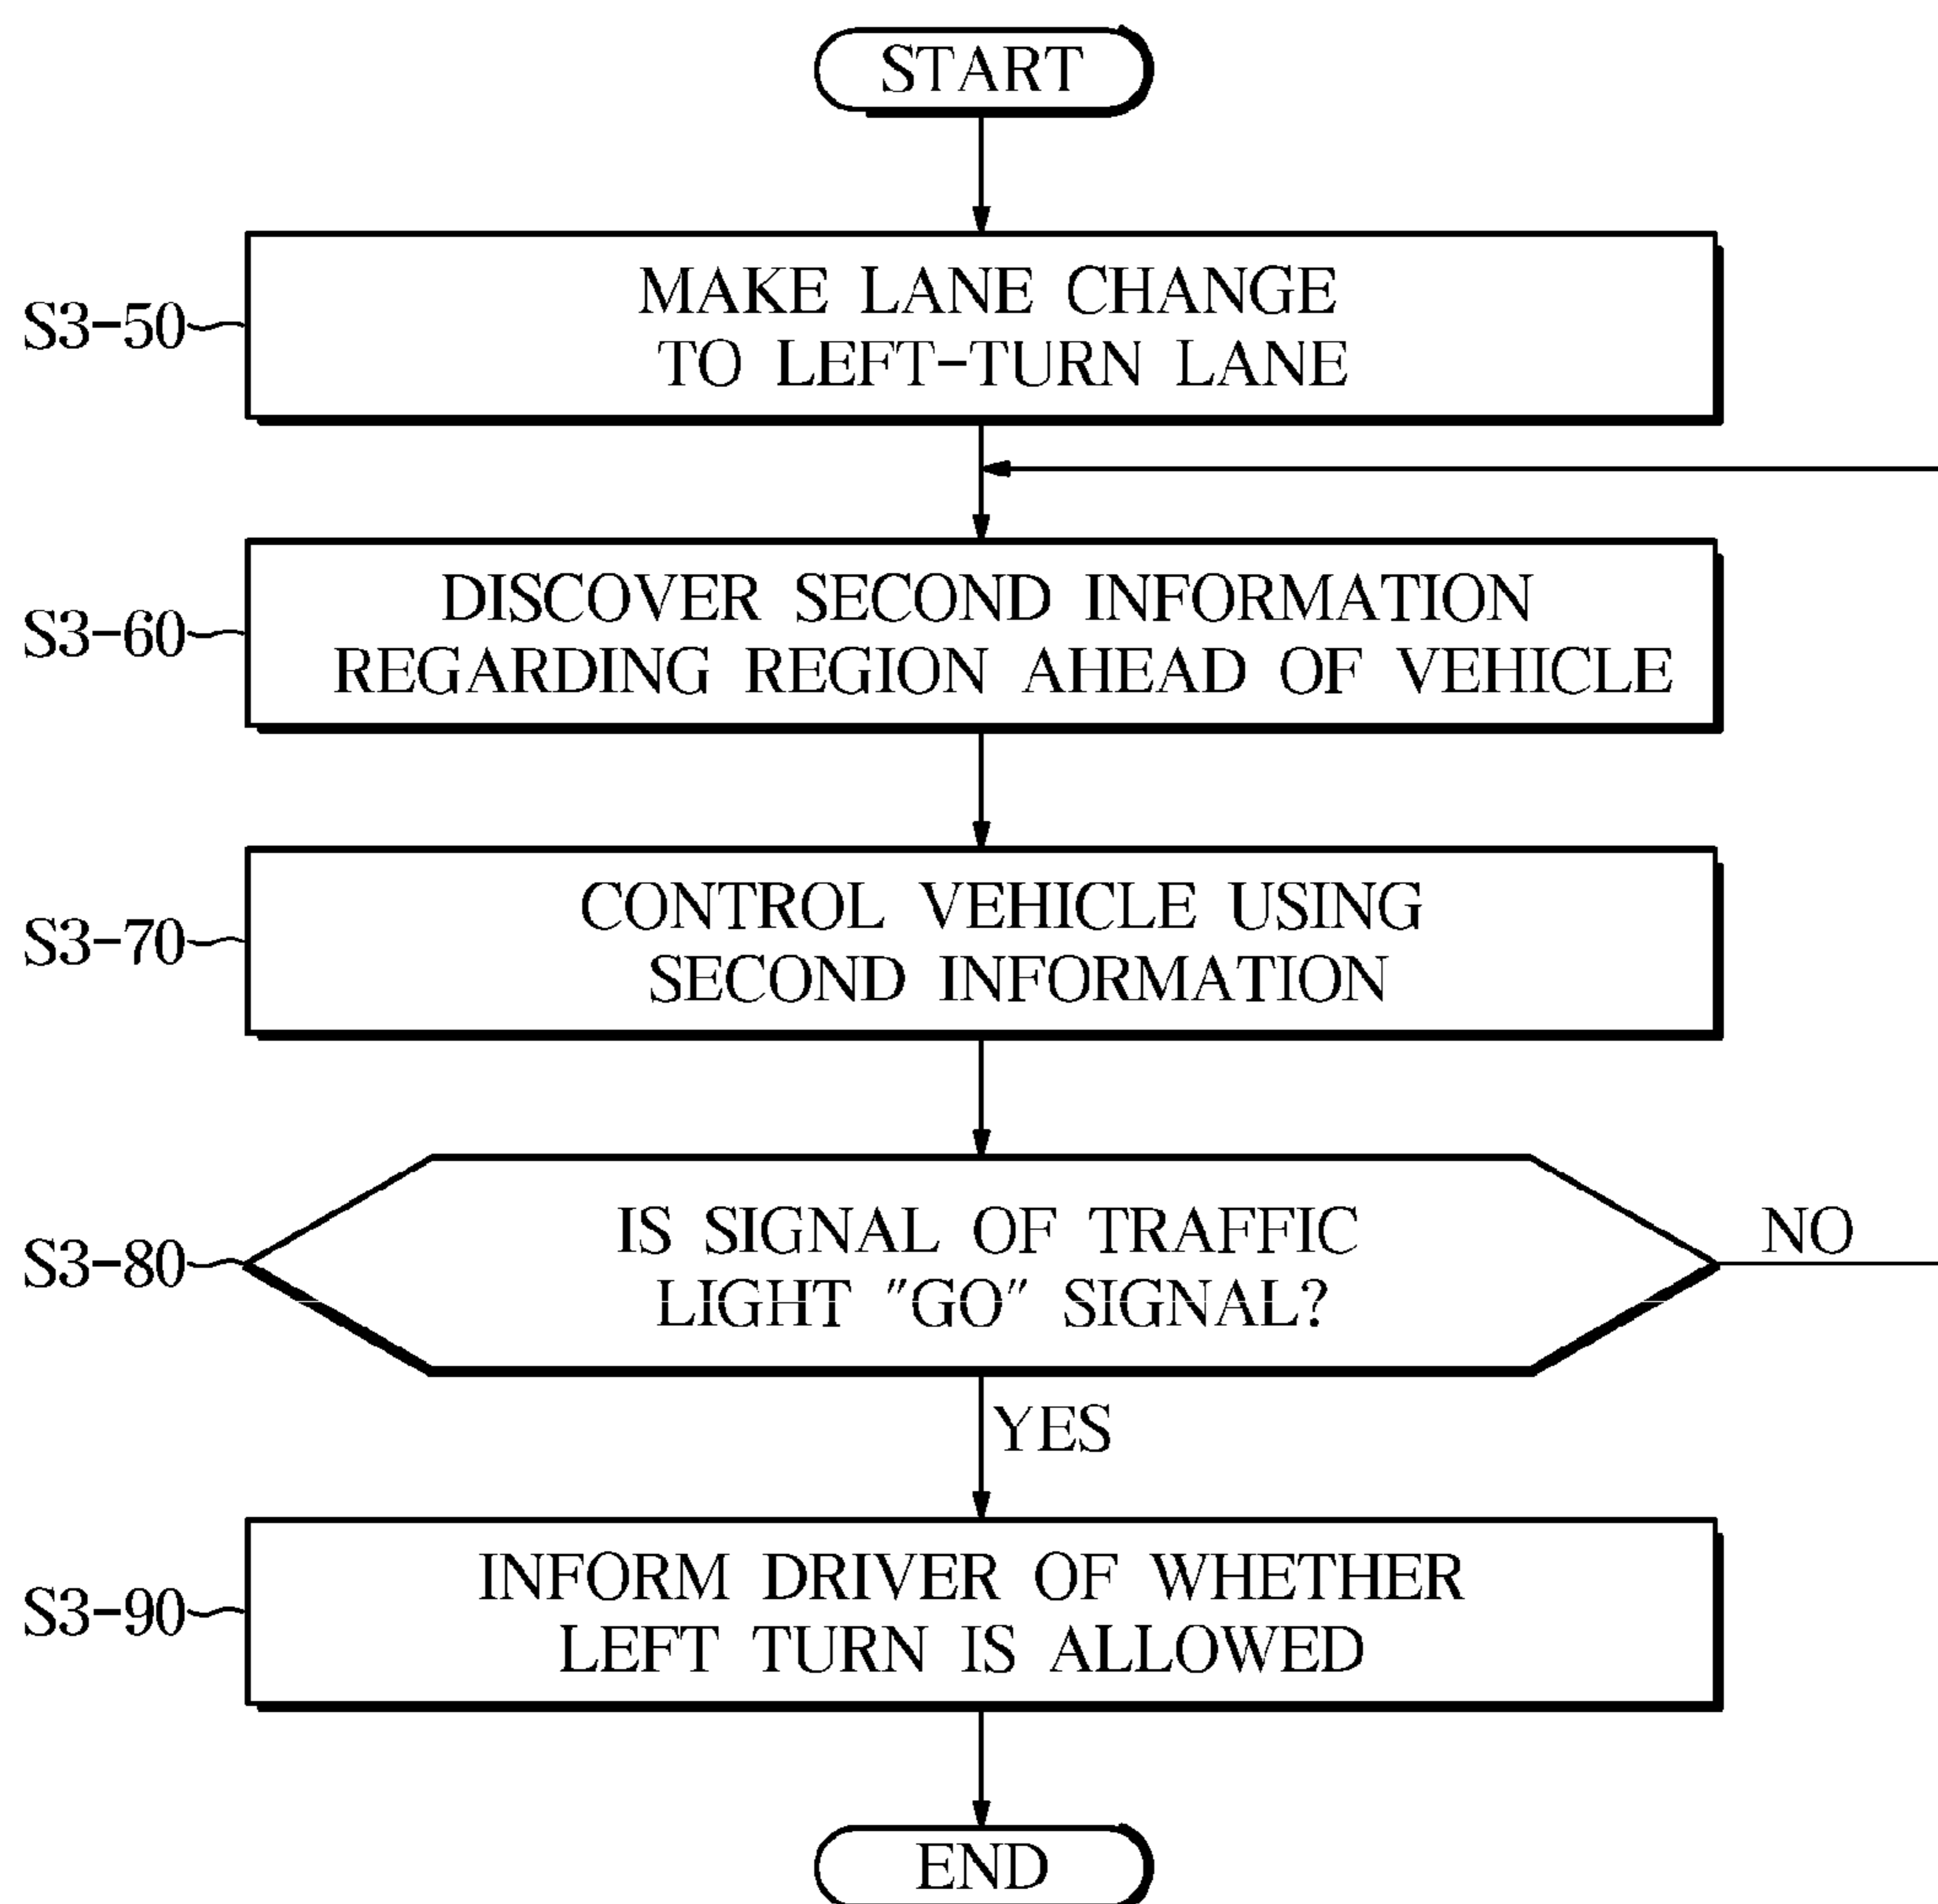 START
S3-50
MAKE LANE CHANGE
TO LEFT-TURN LANE
S3-60
DISCOVER SECOND INFORMATION
REGARDING REGION AHEAD OF VEHICLE
S3-70
CONTROL VEHICLE USING
SECOND INFORMATION
S3-80
IS SIGNAL OF TRAFFIC
LIGHT "GO" SIGNAL?
NO
YES
S3-90
INFORM DRIVER OF WHETHER
LEFT TURN IS ALLOWED
END